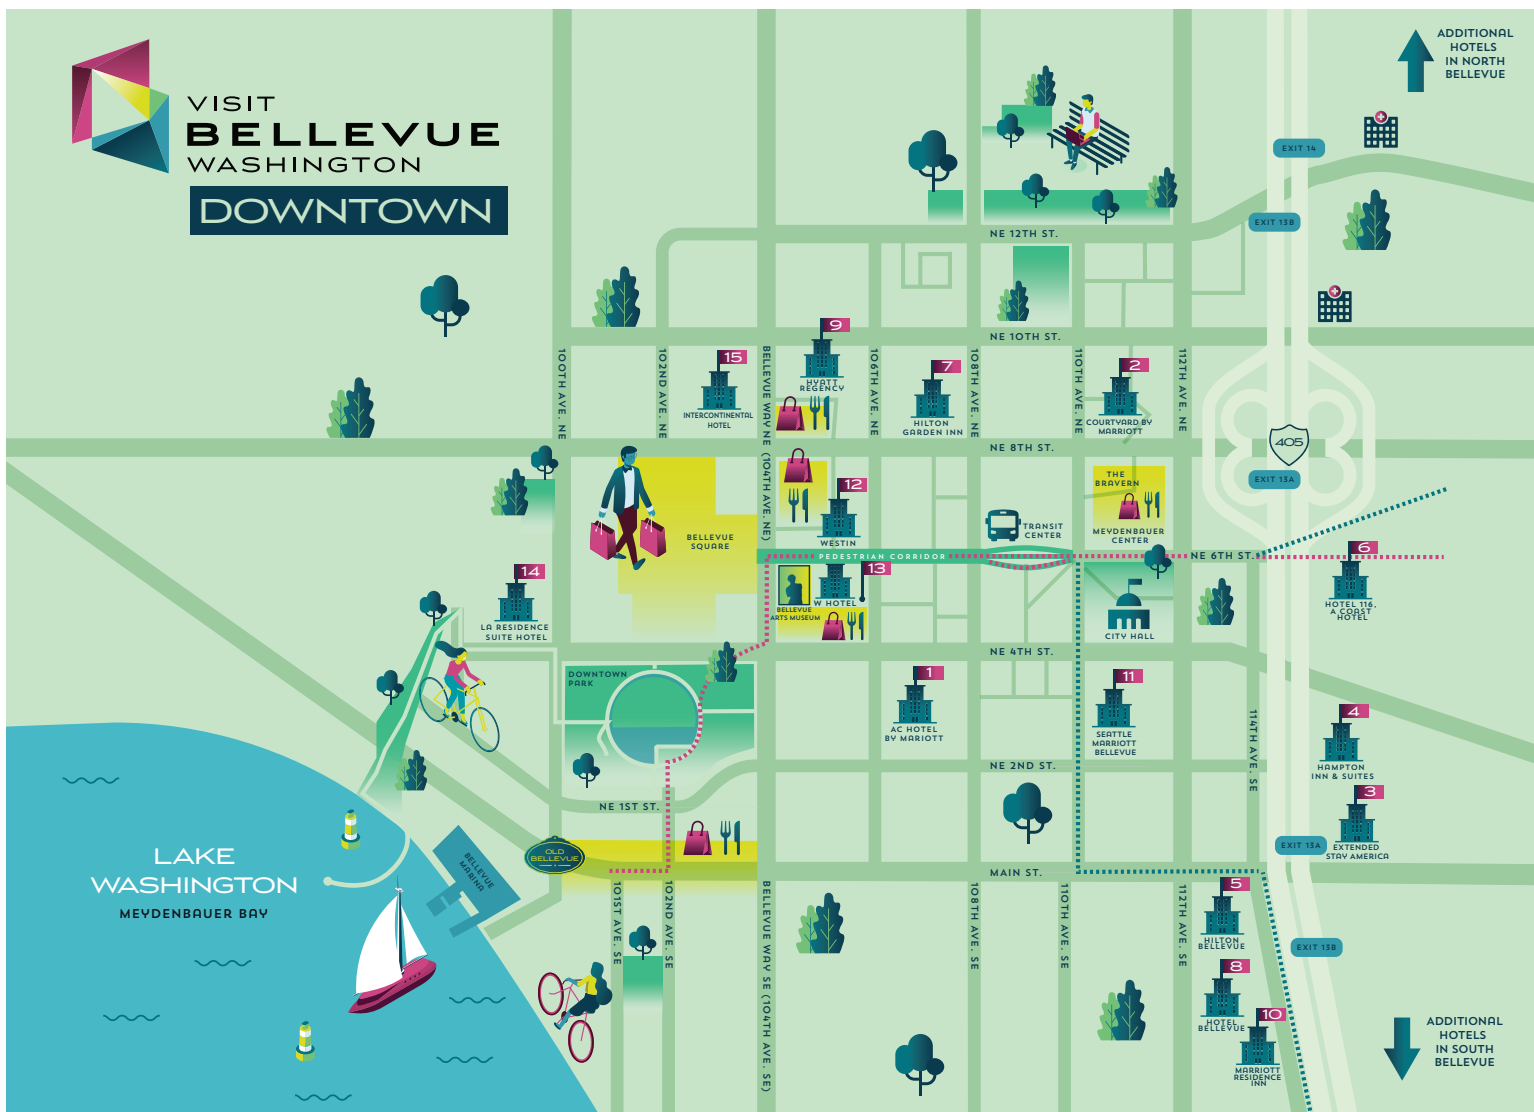 VISIT
BELLEVUE
WASHINGTON
DOWNTOWN
ADDITIONAL
HOTELS
IN NORTH
BELLEVUE
EXIT 14
EXIT 13B
NE 12TH ST.
NE 10TH ST.
100TH AVE. NE
102ND AVE. NE
BELLEVUE WAY NE (104TH AVE. NE)
106TH AVE. NE
108TH AVE. NE
110TH AVE. NE
112TH AVE. NE
15
INTERCONTINENTAL
HOTEL
9
HYATT
REGENCY
7
HILTON
GARDEN INN
2
COURTYARD BY
MARRIOTT
NE 8TH ST.
405
EXIT 13A
BELLEVUE
SQUARE
12
WESTIN
THE
BRAVERN
MEYDENBAUER
CENTER
TRANSIT
CENTER
PEDESTRIAN CORRIDOR
NE 6TH ST.
6
HOTEL 116,
A COAST
HOTEL
14
LA RESIDENCE
SUITE HOTEL
13
W HOTEL
BELLEVUE
ARTS MUSEUM
CITY HALL
NE 4TH ST.
DOWNTOWN
PARK
1
AC HOTEL
BY MARIOTT
11
SEATTLE
MARRIOTT
BELLEVUE
114TH AVE. SE
4
HAMPTON
INN & SUITES
NE 2ND ST.
3
EXTENDED
STAY AMERICA
EXIT 13A
NE 1ST ST.
OLD
BELLEVUE
MAIN ST.
LAKE
WASHINGTON
MEYDENBAUER BAY
BELLEVUE
MARINA
101ST AVE. SE
102ND AVE. SE
BELLEVUE WAY SE (104TH AVE. SE)
108TH AVE. SE
110TH AVE. SE
112TH AVE. SE
5
HILTON
BELLEVUE
EXIT 13B
8
HOTEL
BELLEVUE
10
MARRIOTT
RESIDENCE
INN
ADDITIONAL
HOTELS
IN SOUTH
BELLEVUE